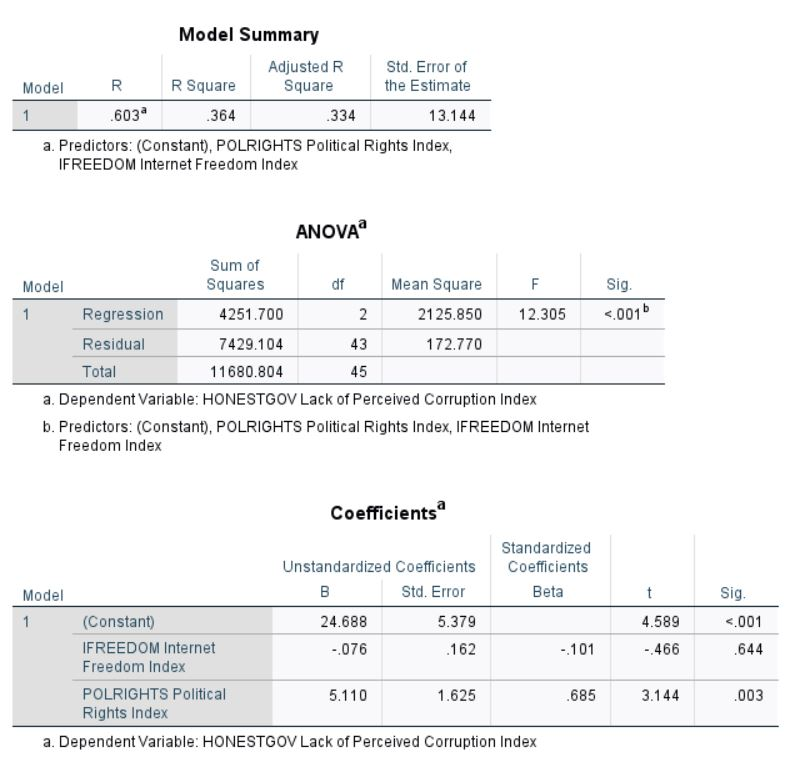 Model Summary
Model R R Square Adjusted R Square Std. Error of the Estimate
1 .603a .364 .334 13.144
a. Predictors: (Constant), POLRIGHTS Political Rights Index,
IFREEDOM Internet Freedom Index
ANOVAa
Model Sum of Squares df Mean Square F Sig.
1 Regression 4251.700 2 2125.850 12.305 <.001b
Residual 7429.104 43 172.770
Total 11680.804 45
a. Dependent Variable: HONESTGOV Lack of Perceived Corruption Index
b. Predictors: (Constant), POLRIGHTS Political Rights Index, IFREEDOM Internet
Freedom Index
Coefficientsa
Unstandardized Coefficients Standardized Coefficients
Model B Std. Error Beta t Sig.
1 (Constant) 24.688 5.379 4.589 <.001
IFREEDOM Internet Freedom Index -.076 .162 -.101 -.466 .644
POLRIGHTS Political Rights Index 5.110 1.625 .685 3.144 .003
a. Dependent Variable: HONESTGOV Lack of Perceived Corruption Index